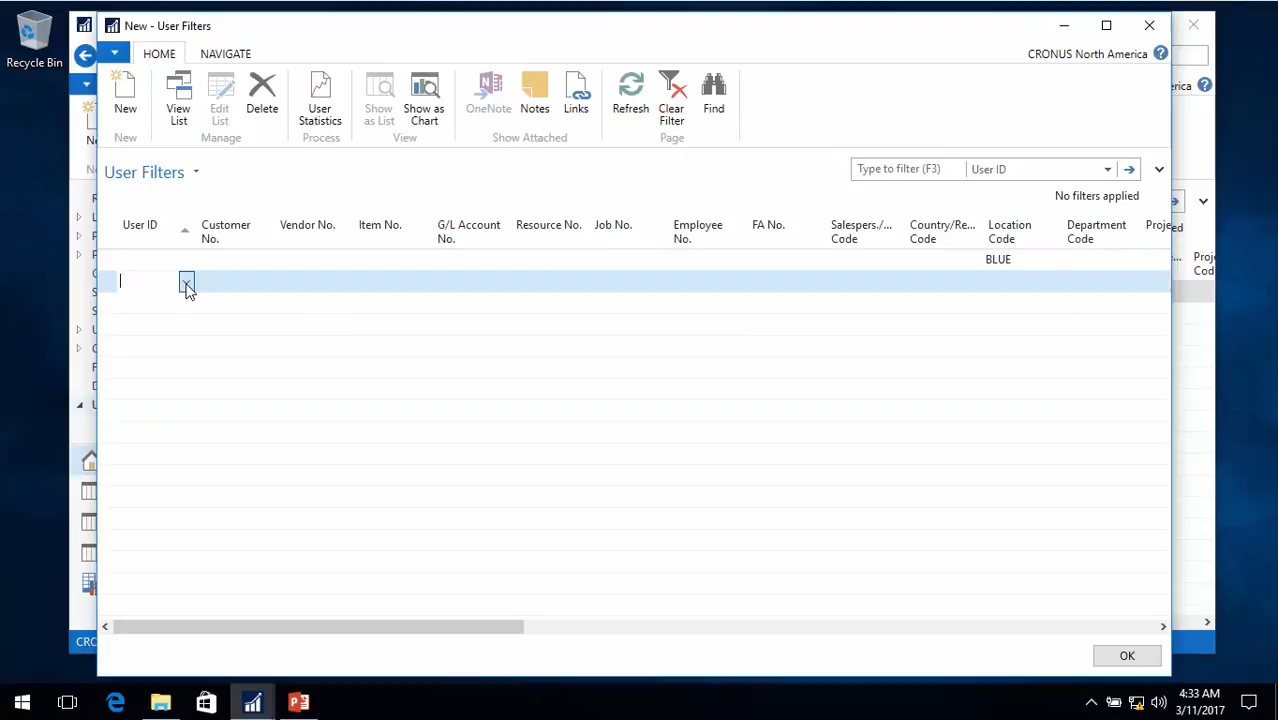 Recycle Bin
New - User Filters
HOME
NAVIGATE
CRONUS North America
New
View List
Edit List
Delete
User Statistics
Show as List
Show as Chart
OneNote
Notes
Links
Refresh
Clear Filter
Find
New
Manage
Process
View
Show Attached
Page
User Filters
Type to filter (F3)
User ID
No filters applied
User ID
Customer No.
Vendor No.
Item No.
G/L Account No.
Resource No.
Job No.
Employee No.
FA No.
Salespers./... Code
Country/Re... Code
Location Code
Department Code
BLUE
Code
OK
4:33 AM
3/11/2017